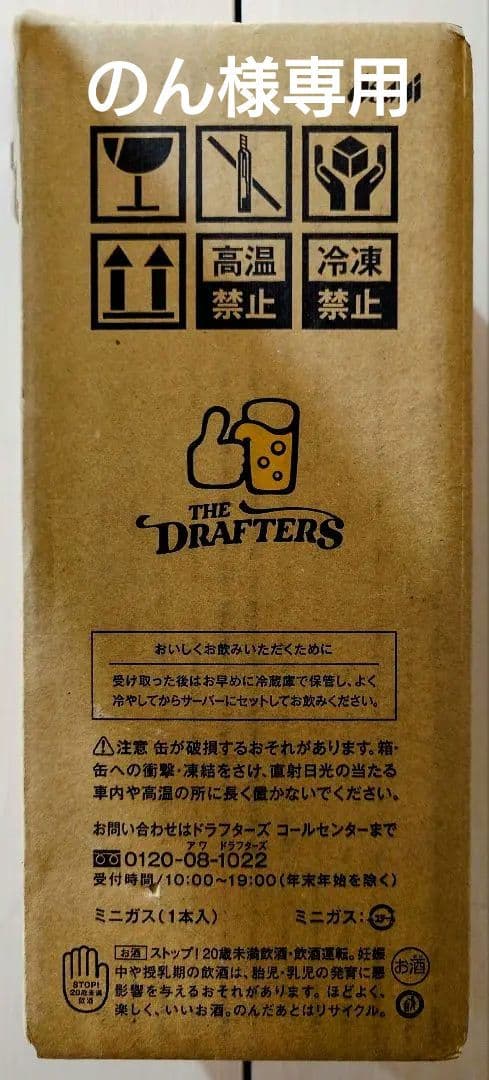 のん様専用
Asahi
高温
禁止
冷凍
禁止
THE
DRAFTERS
おいしくお飲みいただくために
受け取った後はお早めに冷蔵庫で保管し、よく
冷やしてからサーバーにセットしてお飲みください。
⚠注意 缶が破損するおそれがあります。箱・
缶への衝撃・凍結をさけ、直射日光の当たる
車内や高温の所に長く置かないでください。
お問い合わせはドラフターズ コールセンターまで
アワ ドラフターズ
0120-08-1022
受付時間/10:00~19:00(年末年始を除く)
ミニガス(1本入) ミニガス:
お酒 ストップ!20歳未満飲酒・飲酒運転。妊娠
中や授乳期の飲酒は、胎児・乳児の発育に悪
影響を与えるおそれがあります。ほどよく、
楽しく、いいお酒。のんだあとはリサイクル。
STOP!
20歳未満
飲酒
お酒